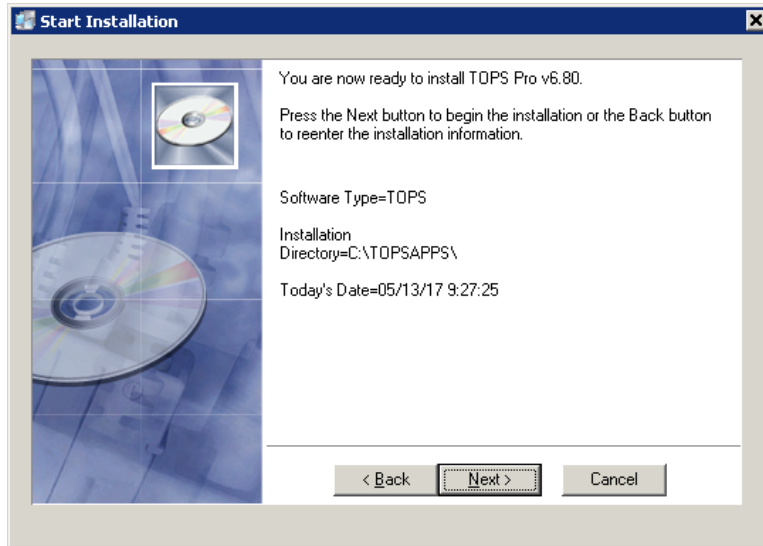 Start Installation
You are now ready to install TOPS Pro v6.80.
Press the Next button to begin the installation or the Back button
to reenter the installation information.
Software Type=TOPS
Installation
Directory=C:\TOPSAPPS\
Today's Date=05/13/17 9:27:25
< Back Next > Cancel